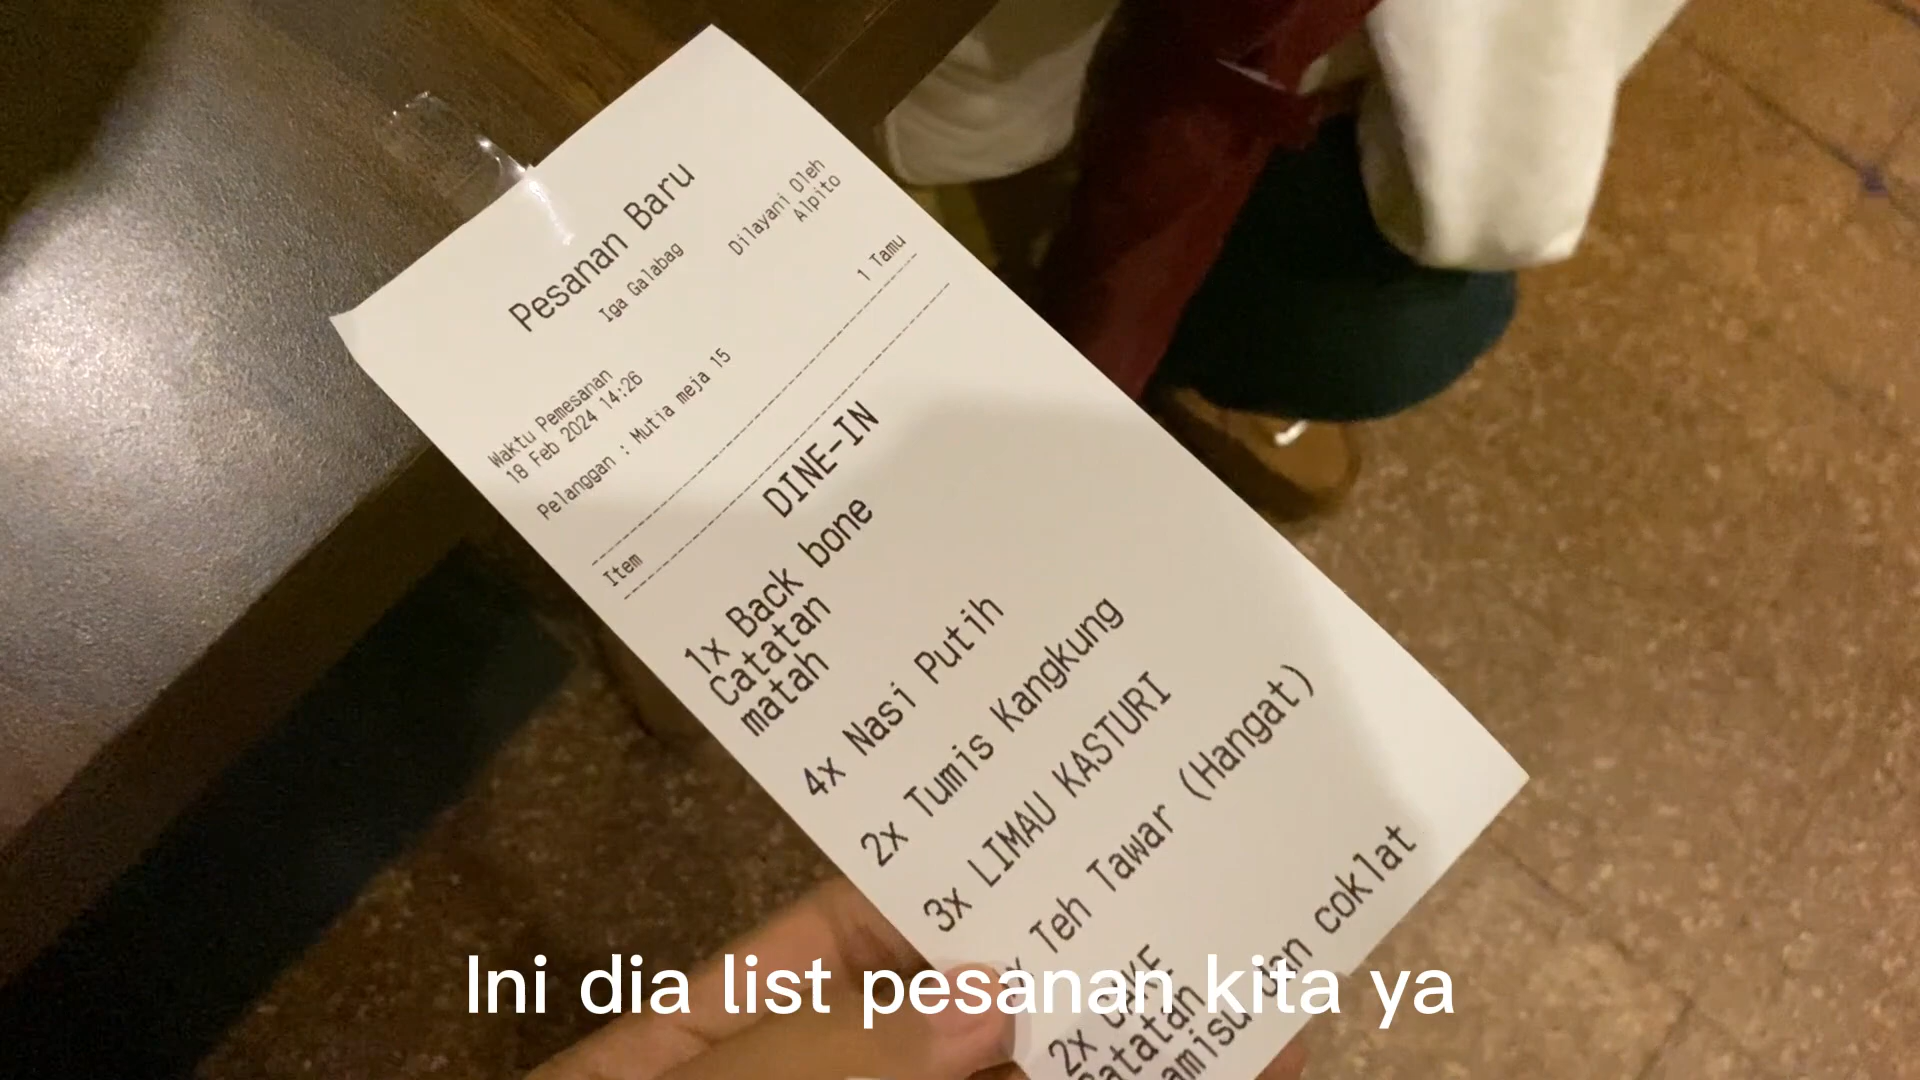 Pesanan Baru
Iga Galabag
Dilayani Oleh
Alpito
Waktu Pemesanan
18 Feb 2024 14:26
1 Tamu
Pelanggan : Mutia meja 15
Item
DINE-IN
1x Back bone
Catatan
matah
4x Nasi Putih
2x Tumis Kangkung
3x LIMAU KASTURI
Teh Tawar (Hangat)
2x CAKE
Catatan
coklat
Ini dia list pesanan kita ya